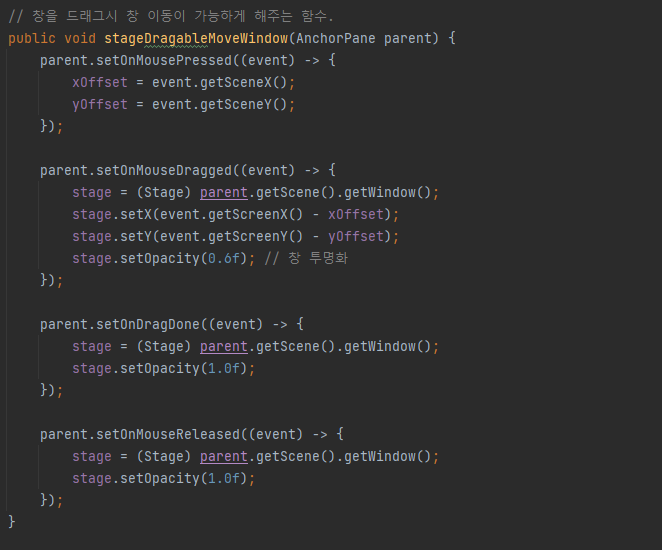 // 창을 드래그시 창 이동이 가능하게 해주는 함수.
public void stageDragableMoveWindow(AnchorPane parent) {
    parent.setOnMousePressed((event) -> {
        xOffset = event.getSceneX();
        yOffset = event.getSceneY();
    });

    parent.setOnMouseDragged((event) -> {
        stage = (Stage) parent.getScene().getWindow();
        stage.setX(event.getScreenX() - xOffset);
        stage.setY(event.getScreenY() - yOffset);
        stage.setOpacity(0.6f); // 창 투명화
    });

    parent.setOnDragDone((event) -> {
        stage = (Stage) parent.getScene().getWindow();
        stage.setOpacity(1.0f);
    });

    parent.setOnMouseReleased((event) -> {
        stage = (Stage) parent.getScene().getWindow();
        stage.setOpacity(1.0f);
    });
}